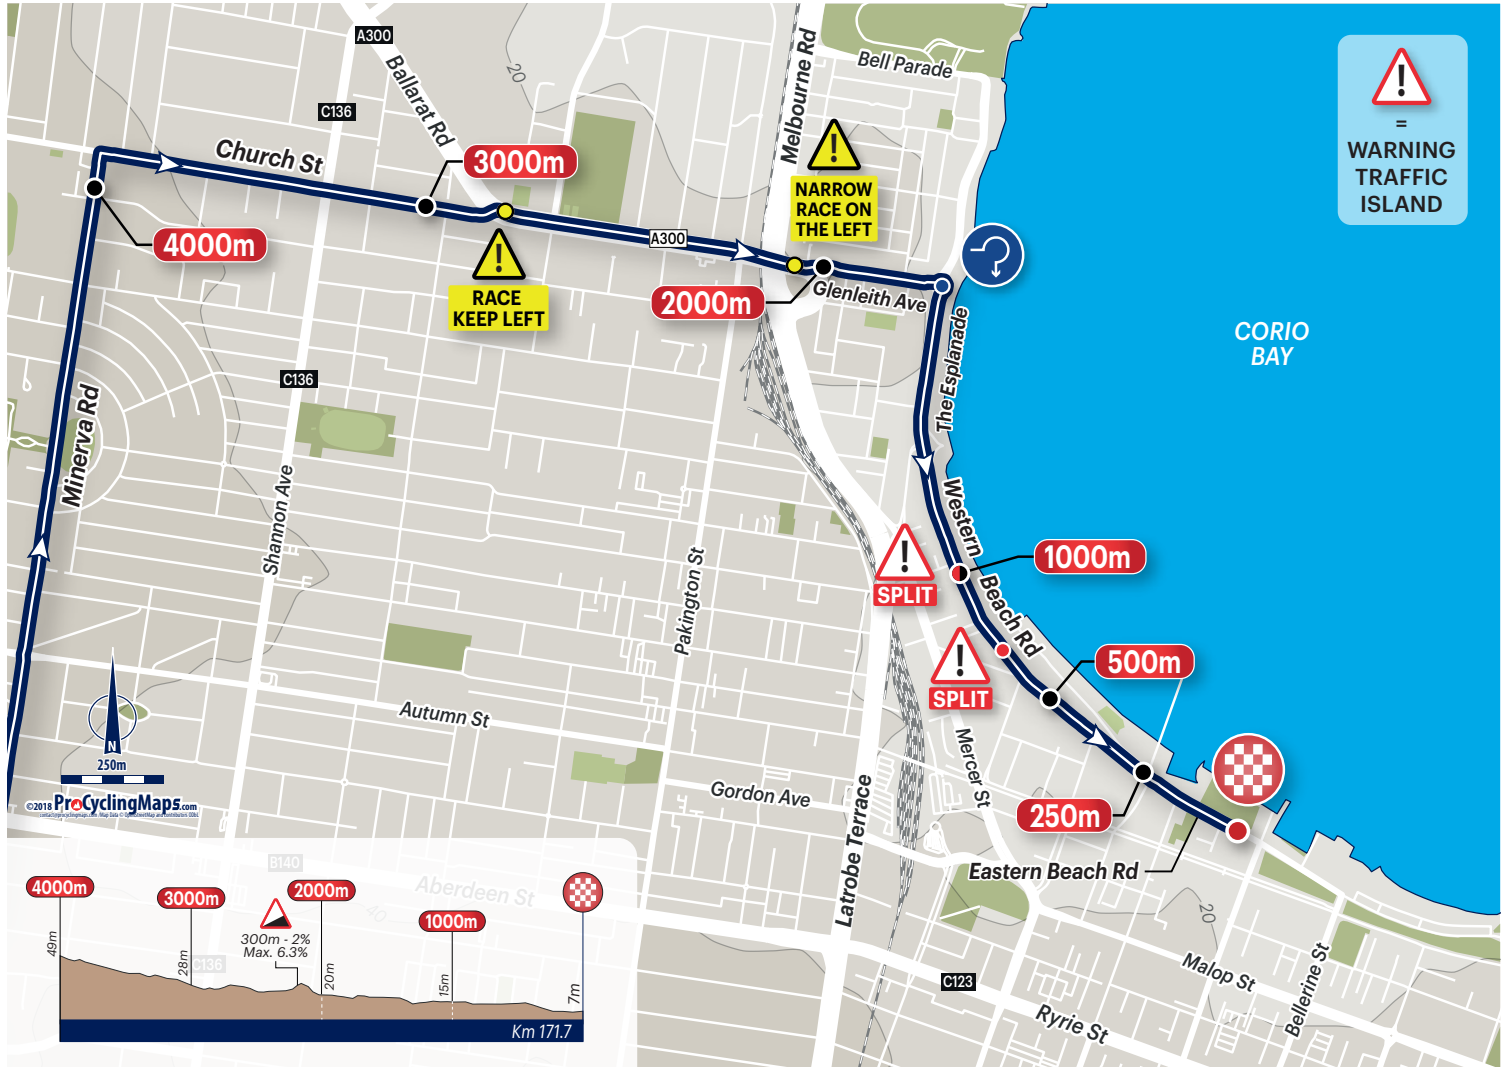 A300
Ballarat Rd
20
Melbourne Rd
Bell Parade
C136
Church St
3000m
4000m
NARROW
RACE ON
THE LEFT
WARNING
TRAFFIC
ISLAND
=
A300
RACE
KEEP LEFT
2000m
Glenleith Ave
The Esplanade
CORIO
BAY
C136
Minerva Rd
Shannon Ave
Pakington St
Western
Beach Rd
1000m
SPLIT
500m
SPLIT
Autumn St
Mercer St
N
250m
©2018 ProCyclingMaps.com
Gordon Ave
Latrobe Terrace
250m
Eastern Beach Rd
B140
Aberdeen St
40
C136
20
Malop St
Bellerine St
C123
Ryrie St
4000m
3000m
2000m
1000m
300m - 2%
Max. 6.3%
49m
28m
20m
15m
7m
Km 171.7